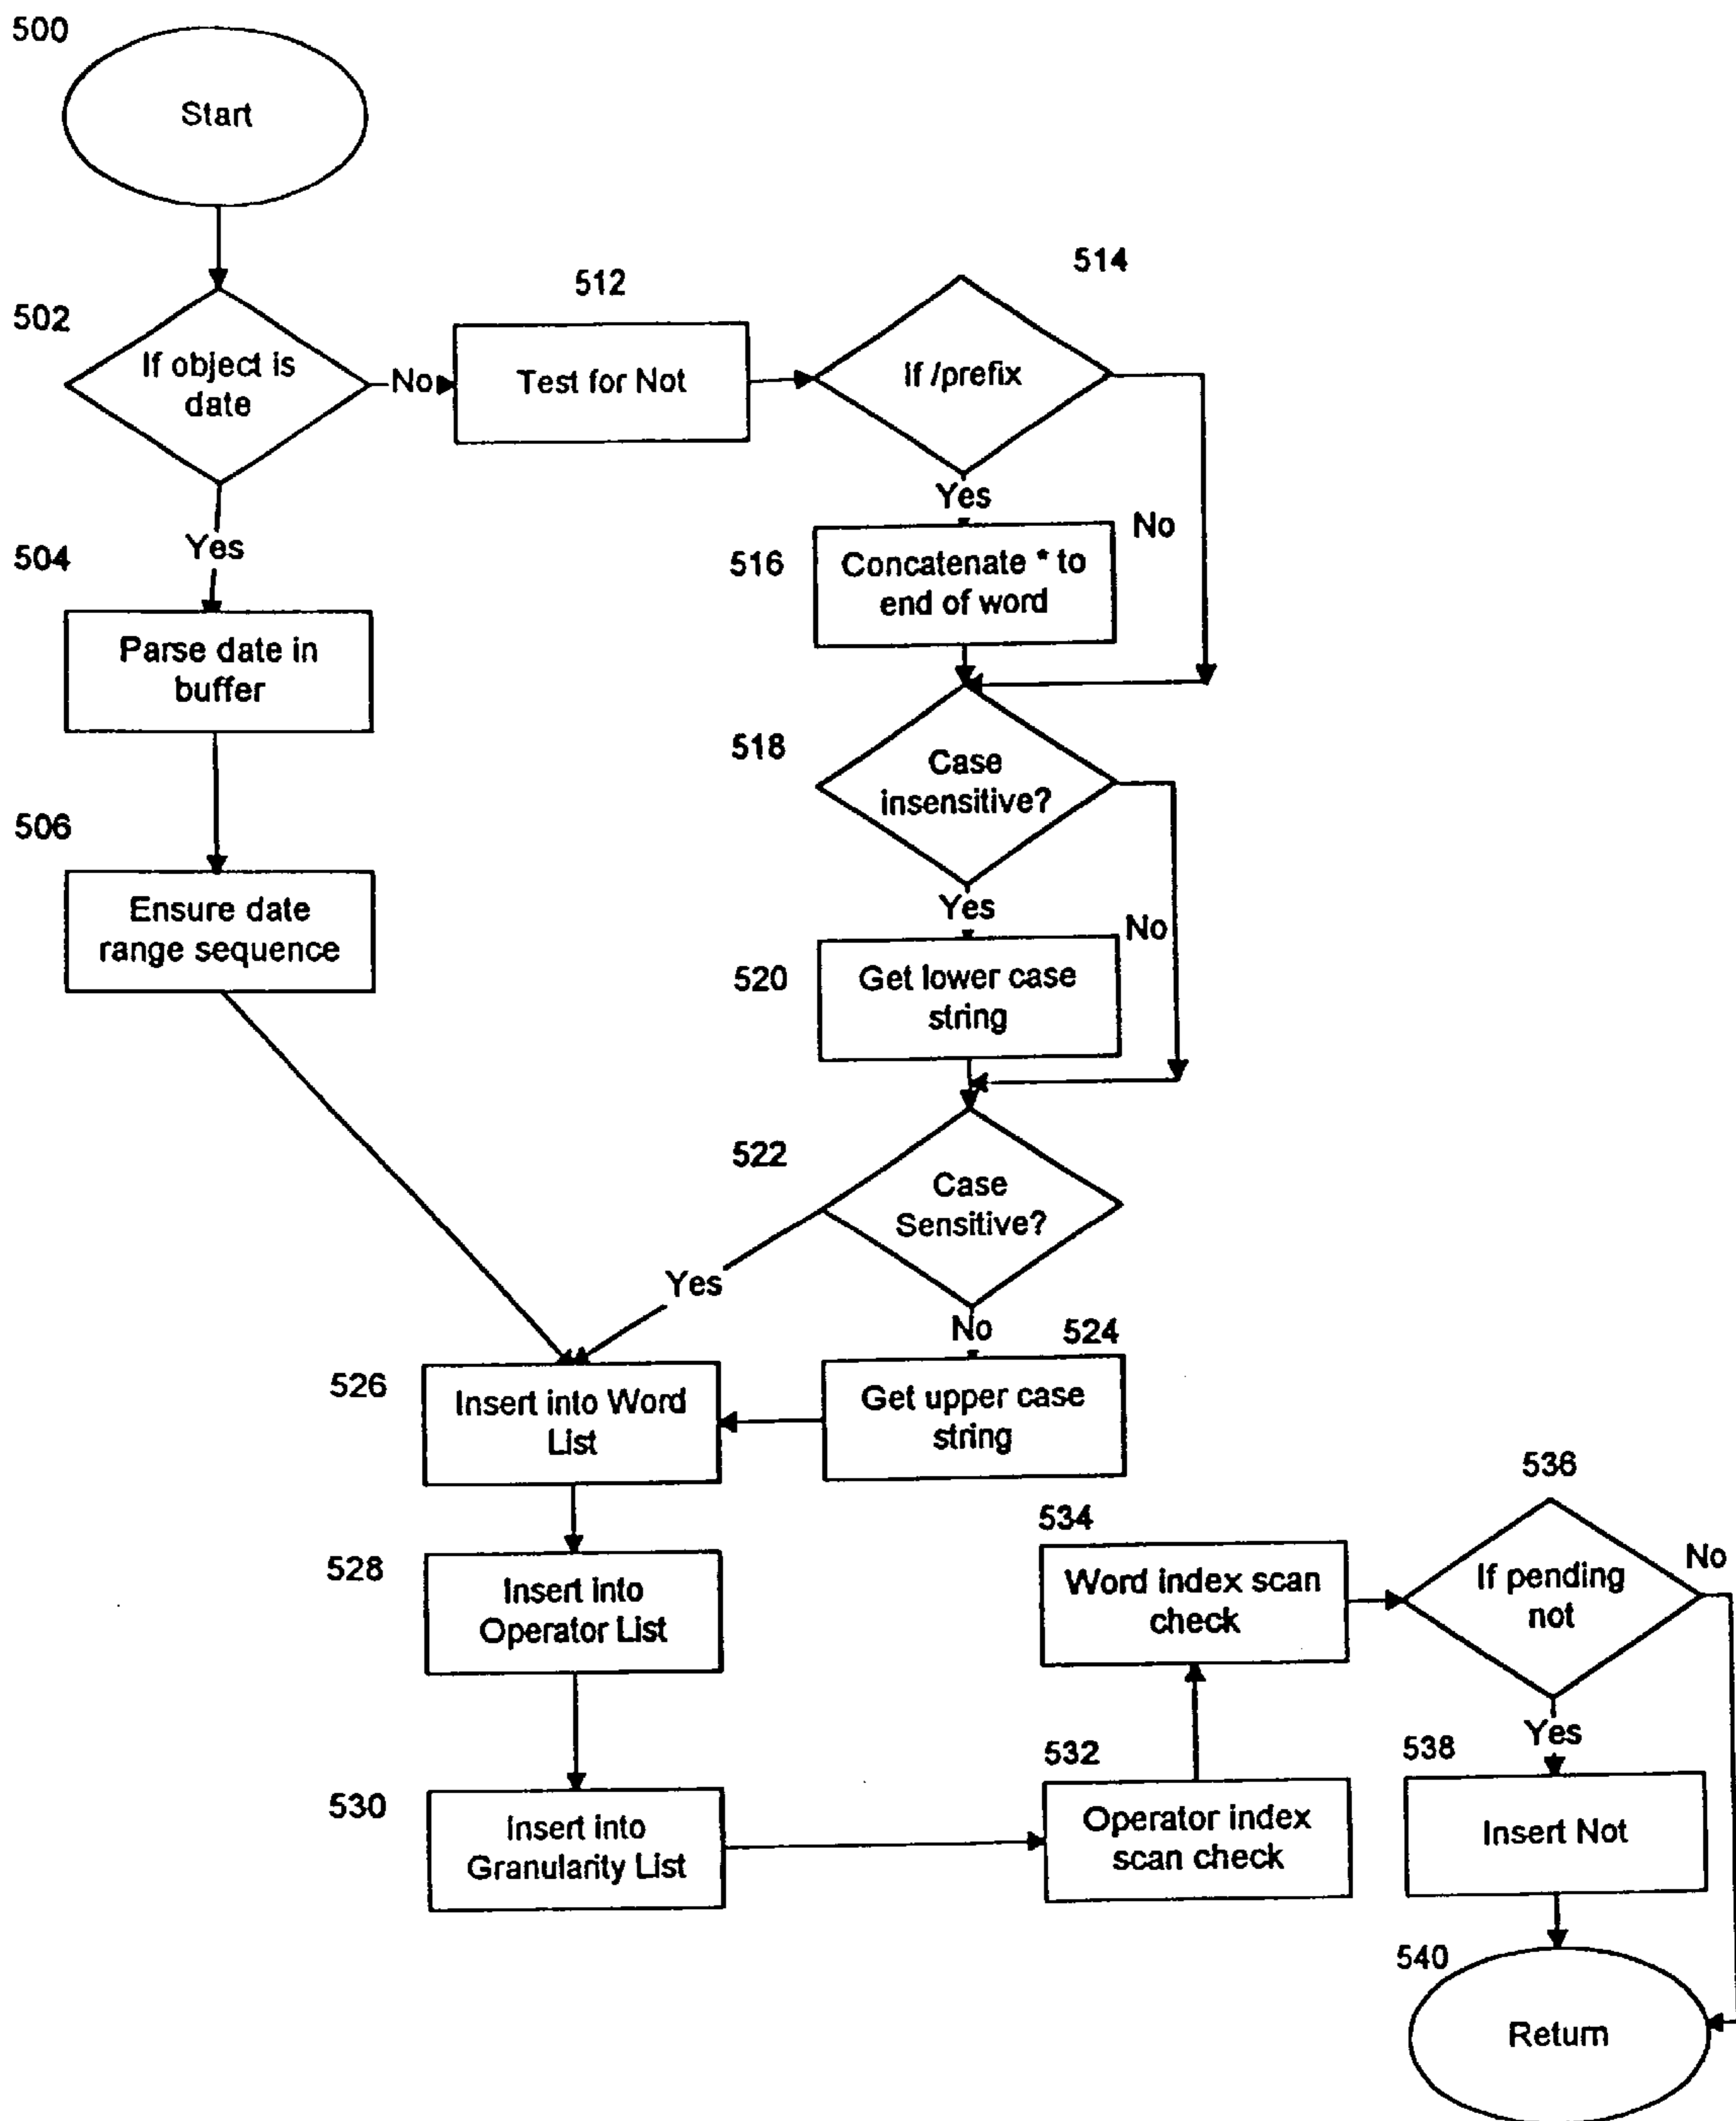 500
Start
502
If object is
date
No
512
Test for Not
514
If /prefix
Yes
No
504
Yes
Parse date in
buffer
516
Concatenate * to
end of word
506
Ensure date
range sequence
518
Case
insensitive?
Yes
No
520
Get lower case
string
522
Case
Sensitive?
Yes
No
524
Get upper case
string
526
Insert into Word
List
528
Insert into
Operator List
530
Insert into
Granularity List
532
Operator index
scan check
534
Word index scan
check
536
If pending
not
No
Yes
538
Insert Not
540
Return